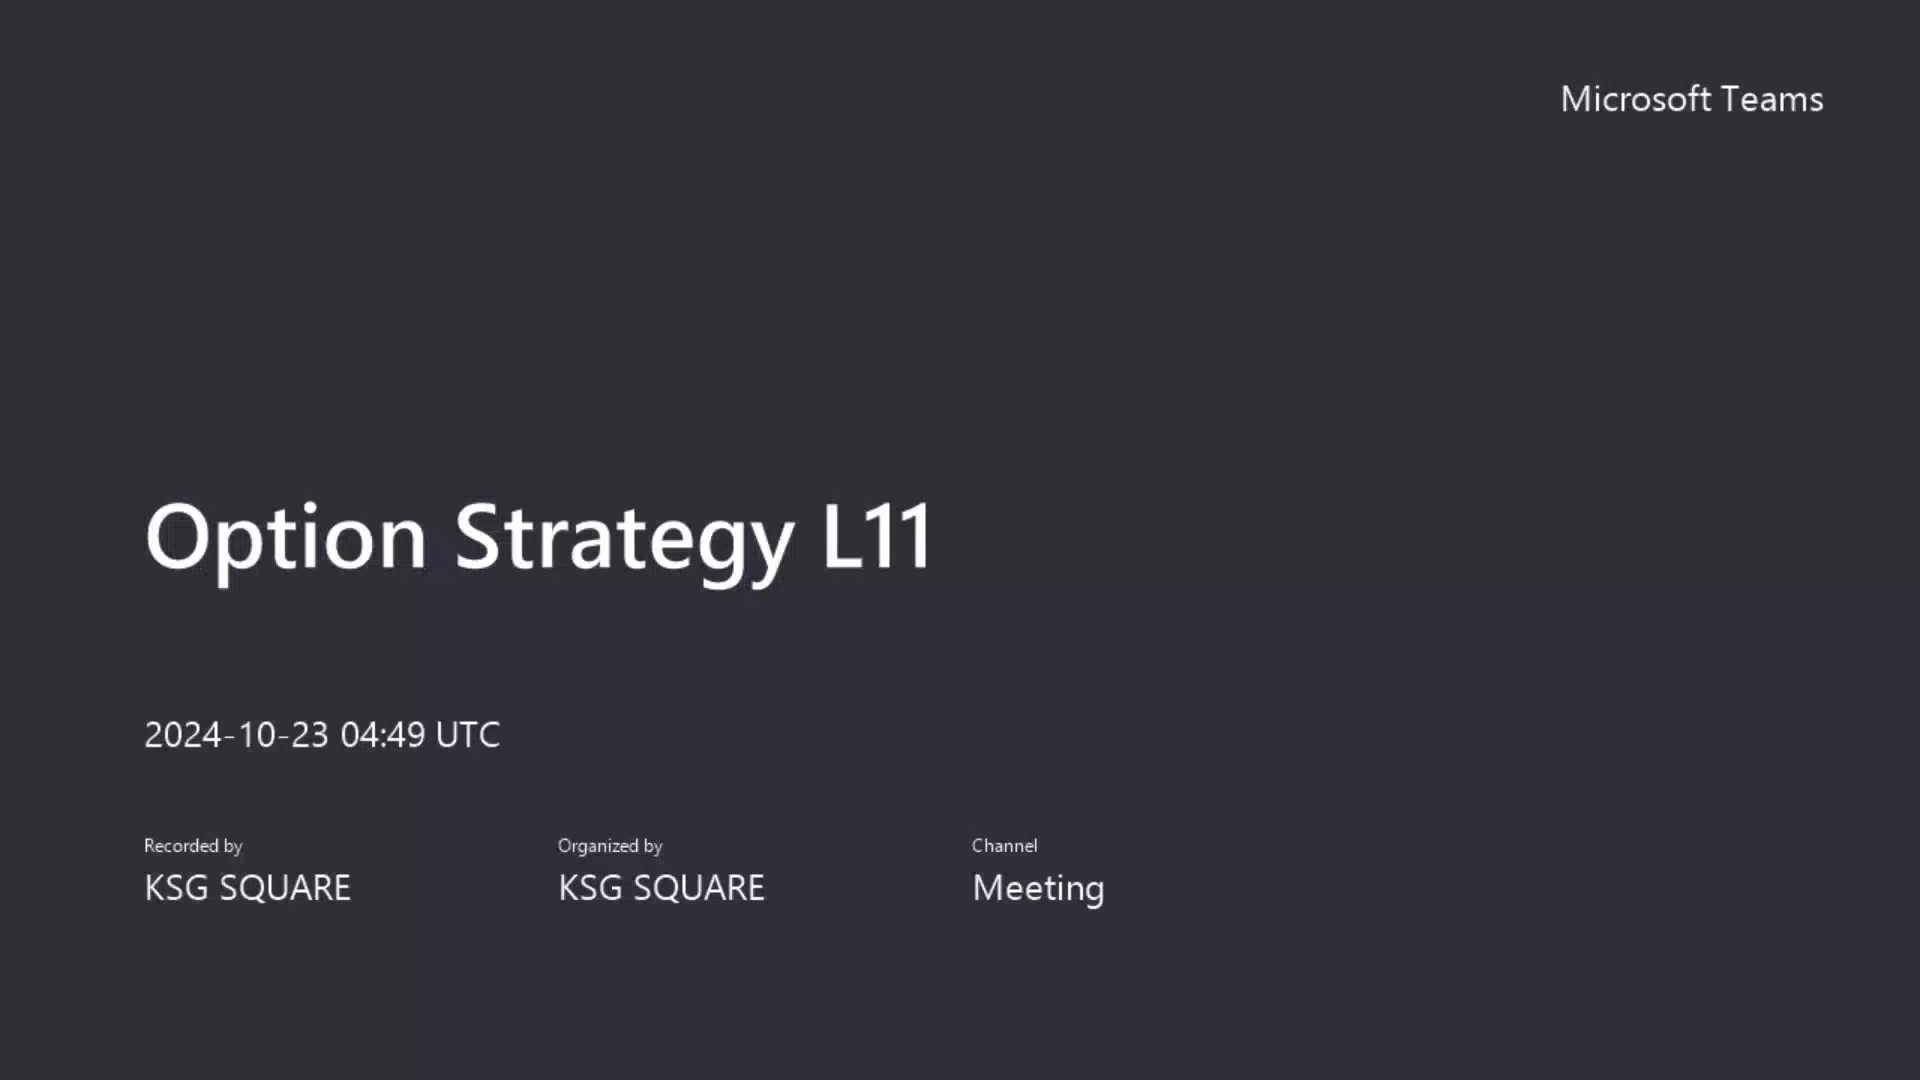 Microsoft Teams
Option Strategy L11
2024-10-23 04:49 UTC
Recorded by
KSG SQUARE
Organized by
KSG SQUARE
Channel
Meeting